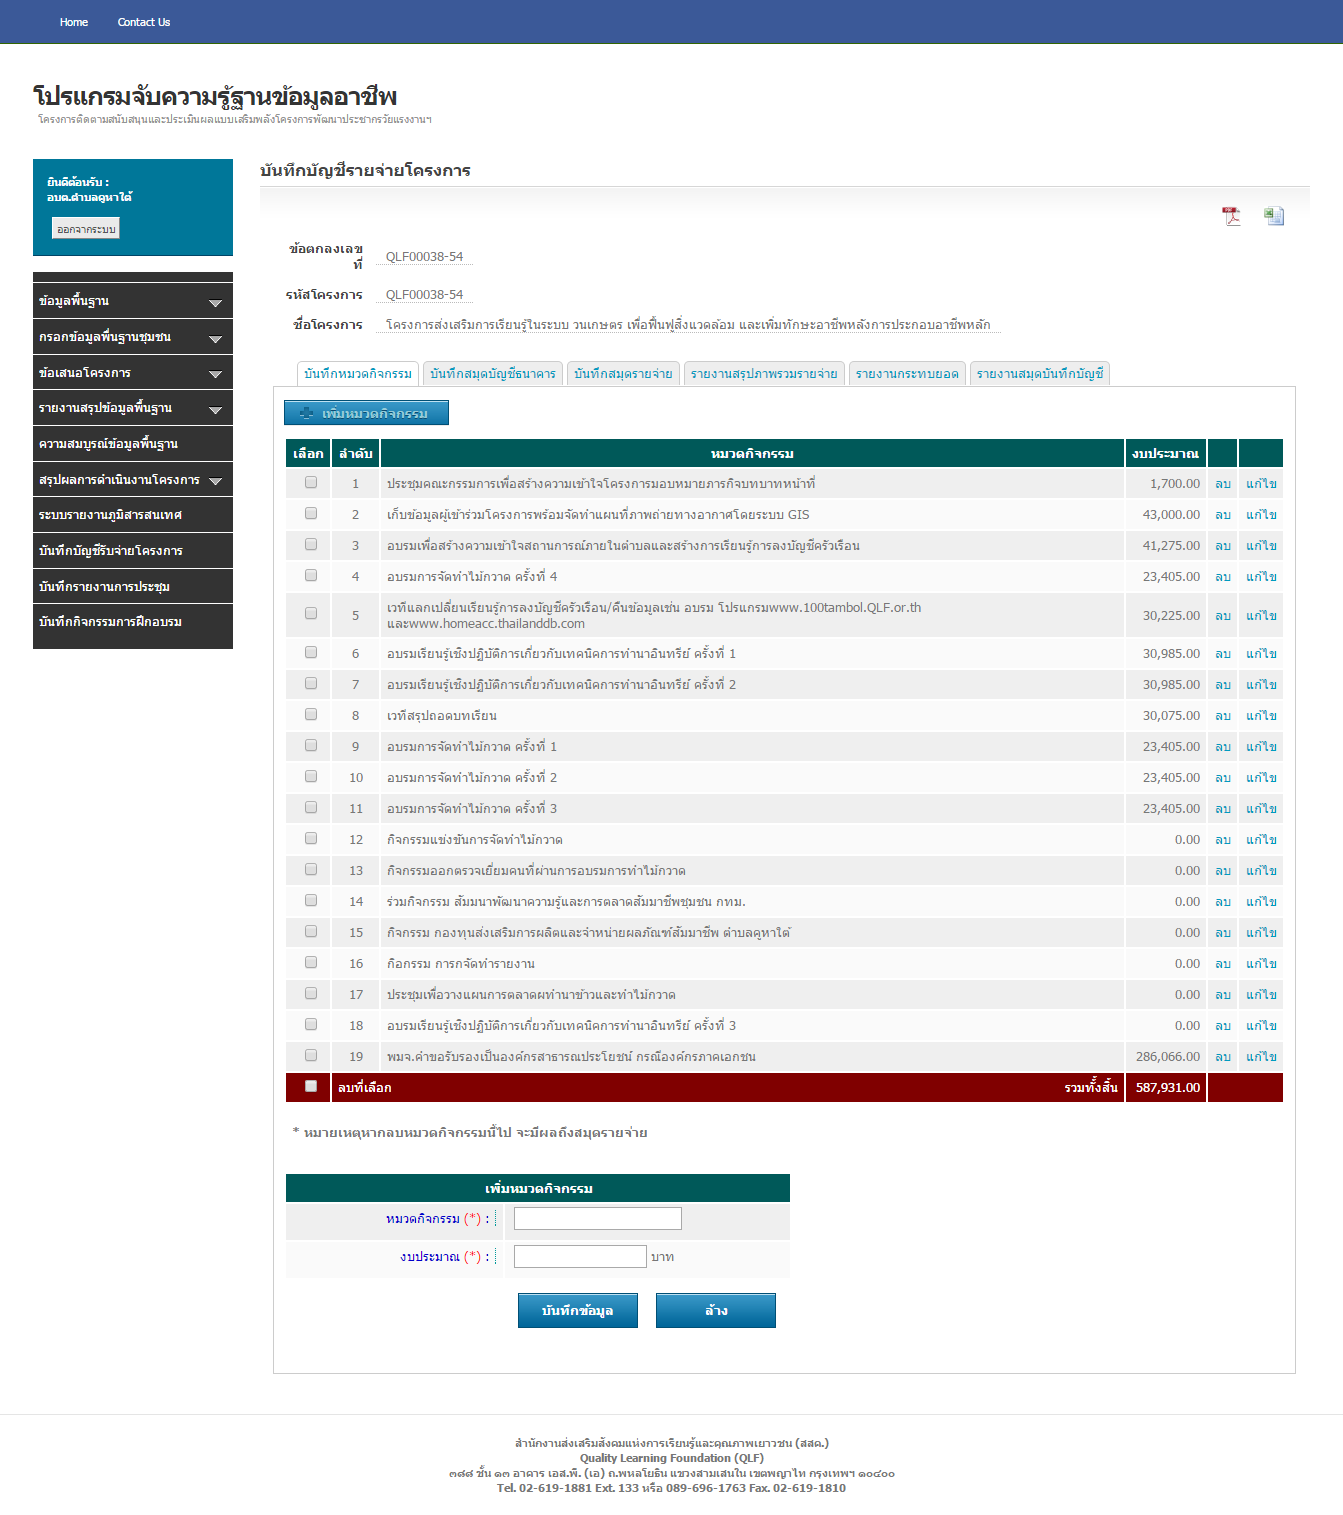 Home Contact Us
โปรแกรมจับความรู้ฐานข้อมูลอาชีพ
โครงการติดตามสนับสนุนและประเมินผลแบบเสริมพลังโครงการพัฒนาประชากรวัยแรงงานฯ
ยินดีต้อนรับ :
อบต.ตำบลคูหาใต้
ออกจากระบบ
ข้อมูลพื้นฐาน
กรอกข้อมูลพื้นฐานชุมชน
ข้อเสนอโครงการ
รายงานสรุปข้อมูลพื้นฐาน
ความสมบูรณ์ข้อมูลพื้นฐาน
สรุปผลการดำเนินงานโครงการ
ระบบรายงานภูมิสารสนเทศ
บันทึกบัญชีรับจ่ายโครงการ
บันทึกรายงานการประชุม
บันทึกกิจกรรมการฝึกอบรม
บันทึกบัญชีรายจ่ายโครงการ
ข้อตกลงเลขที่ QLF00038-54
รหัสโครงการ QLF00038-54
ชื่อโครงการ โครงการส่งเสริมการเรียนรู้ในระบบ วนเกษตร เพื่อฟื้นฟูสิ่งแวดล้อม และเพิ่มทักษะอาชีพหลังการประกอบอาชีพหลัก
บันทึกหมวดกิจกรรม บันทึกสมุดบัญชีธนาคาร บันทึกสมุดรายจ่าย รายงานสรุปภาพรวมรายจ่าย รายงานกระทบยอด รายงานสมุดบันทึกบัญชี
เพิ่มหมวดกิจกรรม
เลือก ลำดับ หมวดกิจกรรม งบประมาณ
1 ประชุมคณะกรรมการเพื่อสร้างความเข้าใจโครงการมอบหมายภารกิจบทบาทหน้าที่ 1,700.00 ลบ แก้ไข
2 เก็บข้อมูลผู้เข้าร่วมโครงการพร้อมจัดทำแผนที่ภาพถ่ายทางอากาศโดยระบบ GIS 43,000.00 ลบ แก้ไข
3 อบรมเพื่อสร้างความเข้าใจสถานการณ์ภายในตำบลและสร้างการเรียนรู้การลงบัญชีครัวเรือน 41,275.00 ลบ แก้ไข
4 อบรมการจัดทำไม้กวาด ครั้งที่ 4 23,405.00 ลบ แก้ไข
5 เวทีแลกเปลี่ยนเรียนรู้การลงบัญชีครัวเรือน/คืนข้อมูลเช่น อบรม โปรแกรมwww.100tambol.QLF.or.th
และwww.homeacc.thailanddb.com 30,225.00 ลบ แก้ไข
6 อบรมเรียนรู้เชิงปฏิบัติการเกี่ยวกับเทคนิคการทำนาอินทรีย์ ครั้งที่ 1 30,985.00 ลบ แก้ไข
7 อบรมเรียนรู้เชิงปฏิบัติการเกี่ยวกับเทคนิคการทำนาอินทรีย์ ครั้งที่ 2 30,985.00 ลบ แก้ไข
8 เวทีสรุปถอดบทเรียน 30,075.00 ลบ แก้ไข
9 อบรมการจัดทำไม้กวาด ครั้งที่ 1 23,405.00 ลบ แก้ไข
10 อบรมการจัดทำไม้กวาด ครั้งที่ 2 23,405.00 ลบ แก้ไข
11 อบรมการจัดทำไม้กวาด ครั้งที่ 3 23,405.00 ลบ แก้ไข
12 กิจกรรมแข่งขันการจัดทำไม้กวาด 0.00 ลบ แก้ไข
13 กิจกรรมออกตรวจเยี่ยมคนที่ผ่านการอบรมการทำไม้กวาด 0.00 ลบ แก้ไข
14 ร่วมกิจกรรม สัมมนาพัฒนาความรู้และการตลาดสัมมาชีพชุมชน กทม. 0.00 ลบ แก้ไข
15 กิจกรรม กองทุนส่งเสริมการผลิตและจำหน่ายผลภัณฑ์สัมมาชีพ ตำบลคูหาใต้ 0.00 ลบ แก้ไข
16 กิอกรรม การกจัดทำรายงาน 0.00 ลบ แก้ไข
17 ประชุมเพื่อวางแผนการตลาดผทำนาข้าวและทำไม้กวาด 0.00 ลบ แก้ไข
18 อบรมเรียนรู้เชิงปฏิบัติการเกี่ยวกับเทคนิคการทำนาอินทรีย์ ครั้งที่ 3 0.00 ลบ แก้ไข
19 พมจ.คำขอรับรองเป็นองค์กรสาธารณประโยชน์ กรณีองค์กรภาคเอกชน 286,066.00 ลบ แก้ไข
ลบที่เลือก รวมทั้งสิ้น 587,931.00
* หมายเหตุหากลบหมวดกิจกรรมนี้ไป จะมีผลถึงสมุดรายจ่าย
เพิ่มหมวดกิจกรรม
หมวดกิจกรรม (*) :
งบประมาณ (*) : บาท
บันทึกข้อมูล ล้าง
สำนักงานส่งเสริมสังคมแห่งการเรียนรู้และคุณภาพเยาวชน (สสค.)
Quality Learning Foundation (QLF)
๓๘๘ ชั้น ๑๓ อาคาร เอส.พี. (เอ) ถ.พหลโยธิน แขวงสามเสนใน เขตพญาไท กรุงเทพฯ ๑๐๔๐๐
Tel. 02-619-1881 Ext. 133 หรือ 089-696-1763 Fax. 02-619-1810